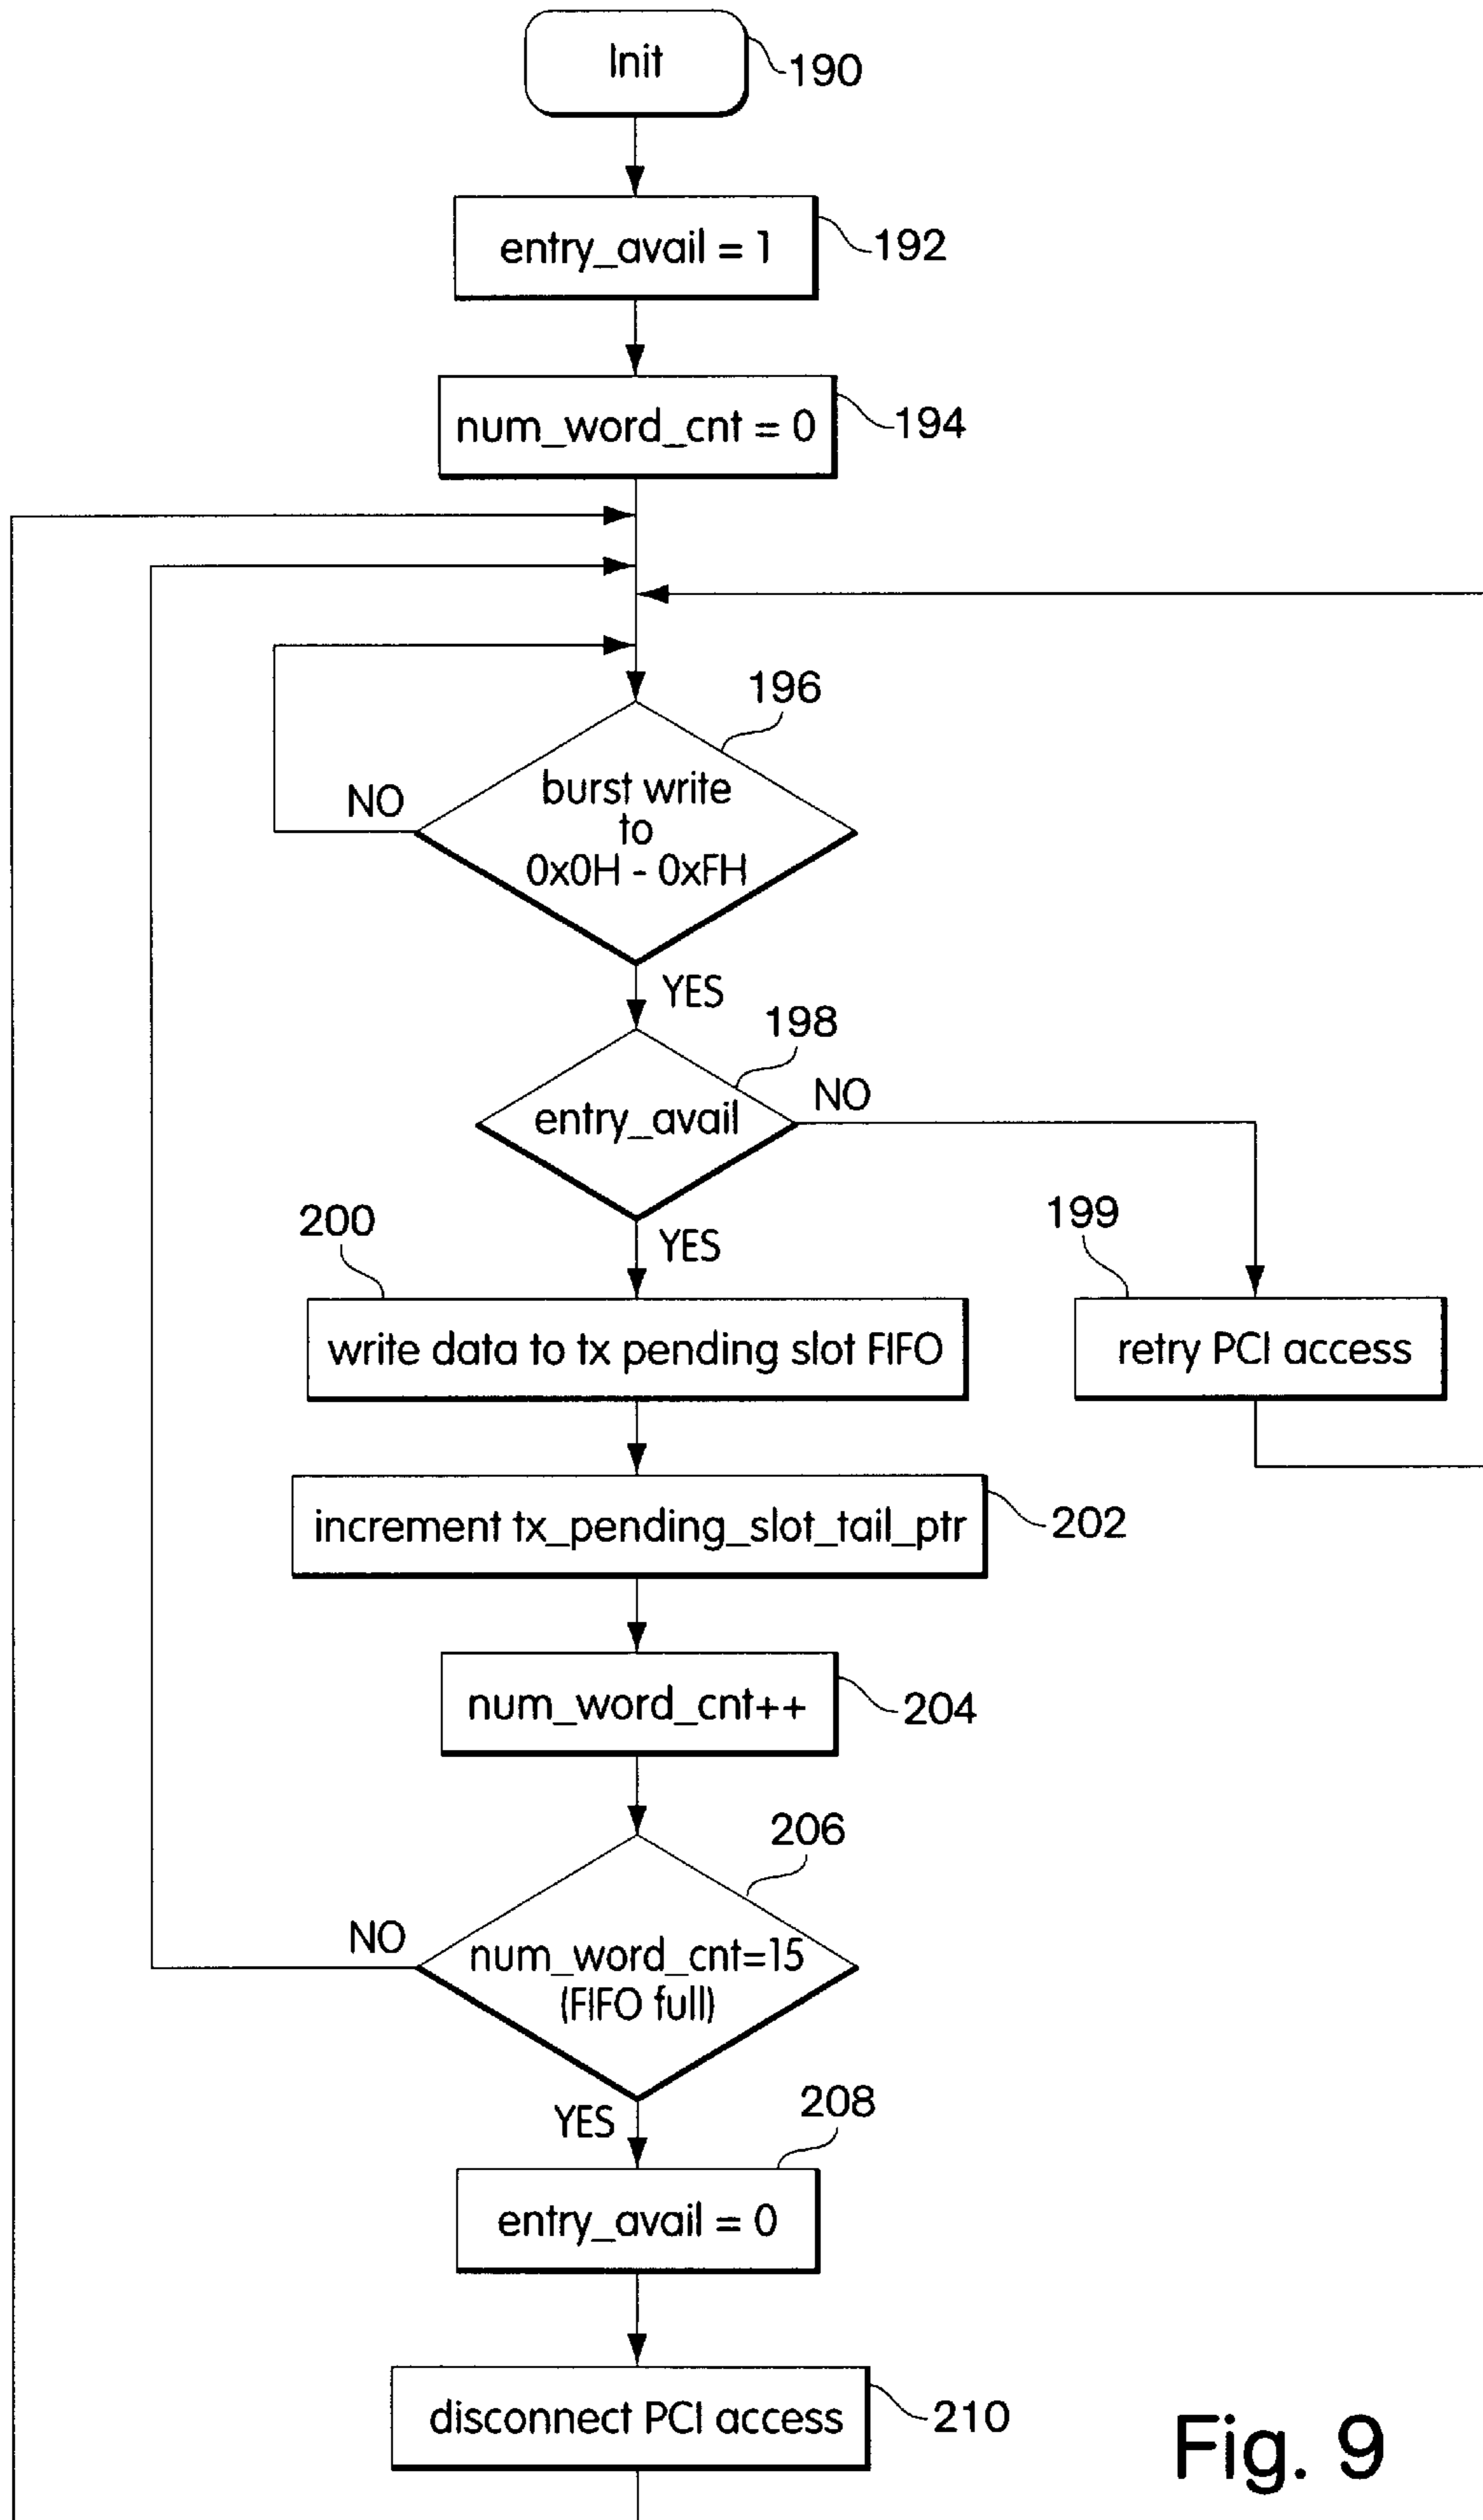 Init
190
entry_avail = 1
192
num_word_cnt = 0
194
196
burst write
to
0x0H - 0xFH
NO
YES
198
entry_avail
NO
YES
200
199
write data to tx pending slot FIFO
retry PCI access
increment tx_pending_slot_tail_ptr
202
num_word_cnt++
204
206
NO
num_word_cnt=15
(FIFO full)
YES
208
entry_avail = 0
disconnect PCI access
210
Fig. 9